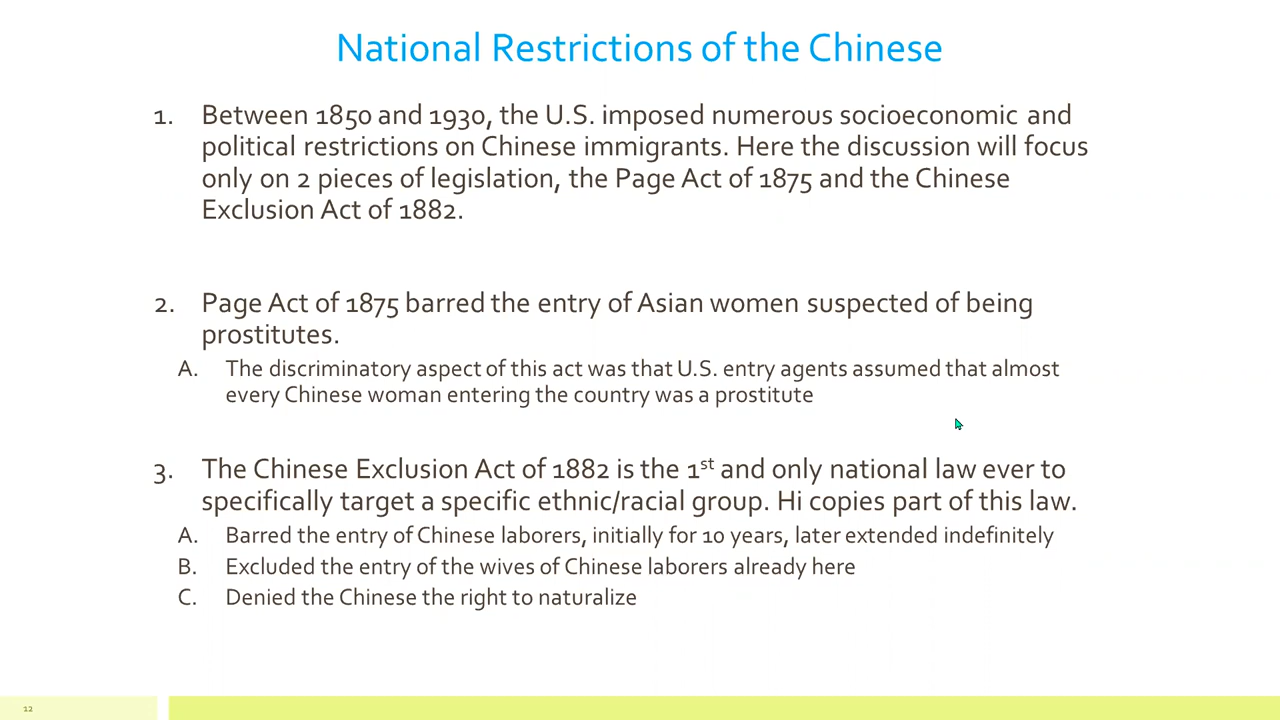 National Restrictions of the Chinese
1. Between 1850 and 1930, the U.S. imposed numerous socioeconomic and
political restrictions on Chinese immigrants. Here the discussion will focus
only on 2 pieces of legislation, the Page Act of 1875 and the Chinese
Exclusion Act of 1882.
2. Page Act of 1875 barred the entry of Asian women suspected of being
prostitutes.
A. The discriminatory aspect of this act was that U.S. entry agents assumed that almost
every Chinese woman entering the country was a prostitute
3. The Chinese Exclusion Act of 1882 is the 1st and only national law ever to
specifically target a specific ethnic/racial group. Hi copies part of this law.
A. Barred the entry of Chinese laborers, initially for 10 years, later extended indefinitely
B. Excluded the entry of the wives of Chinese laborers already here
C. Denied the Chinese the right to naturalize
12